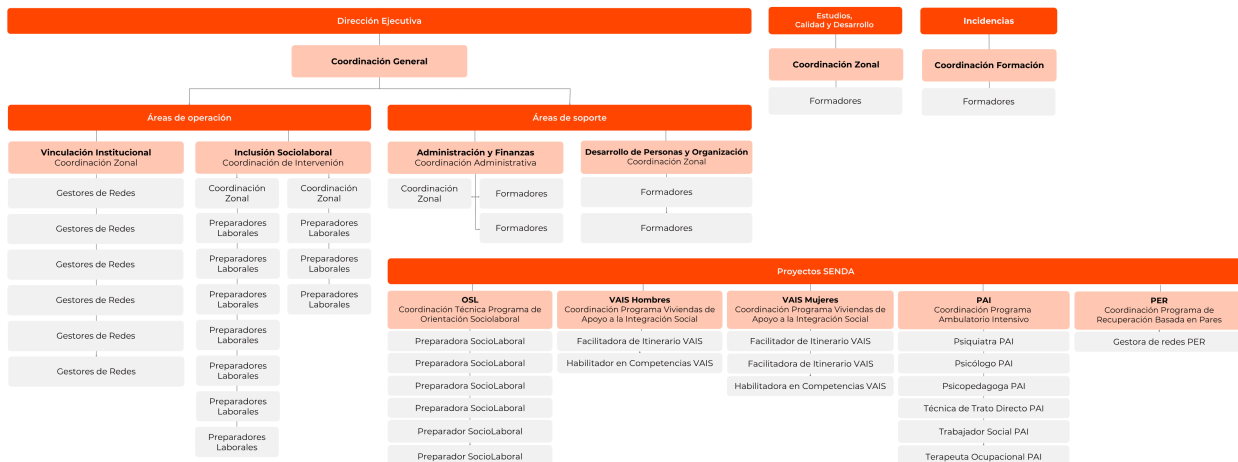 Dirección Ejecutiva
Coordinación General
Estudios,
Calidad y Desarrollo
Coordinación Zonal
Formadores
Incidencias
Coordinación Formación
Formadores
Áreas de operación
Vinculación Institucional
Coordinación Zonal
Gestores de Redes
Gestores de Redes
Gestores de Redes
Gestores de Redes
Gestores de Redes
Gestores de Redes
Inclusión Sociolaboral
Coordinación de Intervenión
Coordinación
Zonal
Preparadores
Laborales
Preparadores
Laborales
Preparadores
Laborales
Preparadores
Laborales
Preparadores
Laborales
Preparadores
Laborales
Preparadores
Laborales
Coordinación
Zonal
Preparadores
Laborales
Preparadores
Laborales
Preparadores
Laborales
Áreas de soporte
Administración y Finanzas
Coordinación Administrativa
Coordinación
Zonal
Formadores
Formadores
Desarrollo de Personas y Organización
Coordinación Zonal
Formadores
Formadores
Proyectos SENDA
OSL
Coordinación Técnica Programa de
Orientación Sociolaboral
Preparadora SocioLaboral
Preparadora SocioLaboral
Preparadora SocioLaboral
Preparadora SocioLaboral
Preparador SocioLaboral
Preparador SocioLaboral
VAIS Hombres
Coordinación Programa Viviendas de
Apoyo a la Integración Social
Facilitadora de Itinerario VAIS
Habilitador en Competencias VAIS
VAIS Mujeres
Coordinación Programa Viviendas de
Apoyo a la Integración Social
Facilitador de Itinerario VAIS
Facilitadora de Itinerario VAIS
Habilitadora en Competencias VAIS
PAI
Coordinación Programa
Ambulatorio Intensivo
Psiquiatra PAI
Psicólogo PAI
Psicopedagoga PAI
Técnica de Trato Directo PAI
Trabajador Social PAI
Terapeuta Ocupacional PAI
PER
Coordinación Programa de
Recuperación Basada en Pares
Gestora de redes PER